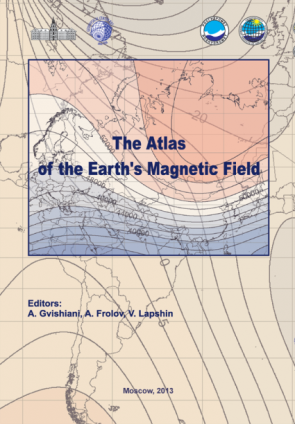 The Atlas
of the Earth's Magnetic Field
Editors:
A. Gvishiani, A. Frolov, V. Lapshin
Moscow, 2013